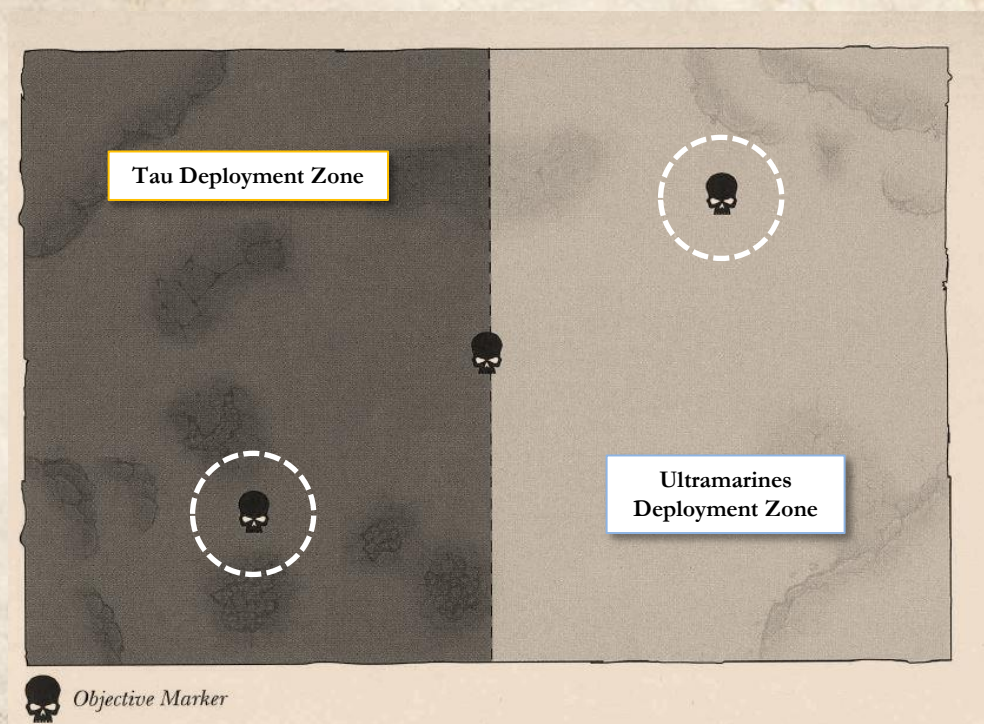 Tau Deployment Zone
Ultramarines
Deployment Zone
Objective Marker